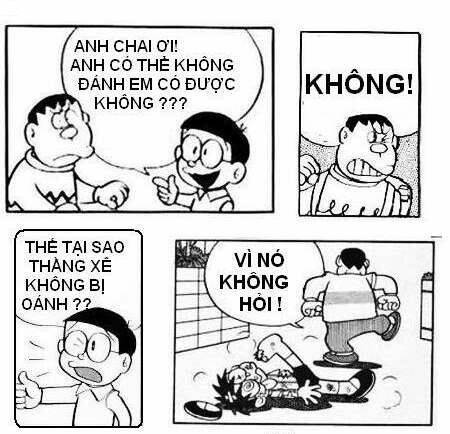 ANH CHAI ƠI!
ANH CÓ THỂ KHÔNG
ĐÁNH EM CÓ ĐƯỢC
KHÔNG ???
KHÔNG!
THẾ TẠI SAO
THẰNG XÊ
KHÔNG BỊ
OÁNH ??
VÌ NÓ
KHÔNG
HỎI !